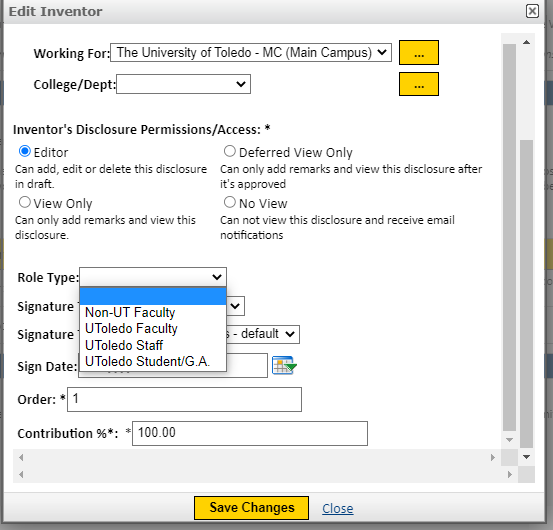 Edit Inventor
Working For: The University of Toledo - MC (Main Campus) ...
College/Dept: ...
Inventor's Disclosure Permissions/Access: *
Editor
Can add, edit or delete this disclosure
in draft.
Deferred View Only
Can only add remarks and view this disclosure after
it's approved
View Only
Can only add remarks and view this
disclosure.
No View
Can not view this disclosure and receive email
notifications
Role Type:
Non-UT Faculty
UToledo Faculty
UToledo Staff
UToledo Student/G.A.
Signature
Signature - default
Sign Date:
Order: * 1
Contribution %*: * 100.00
Save Changes Close